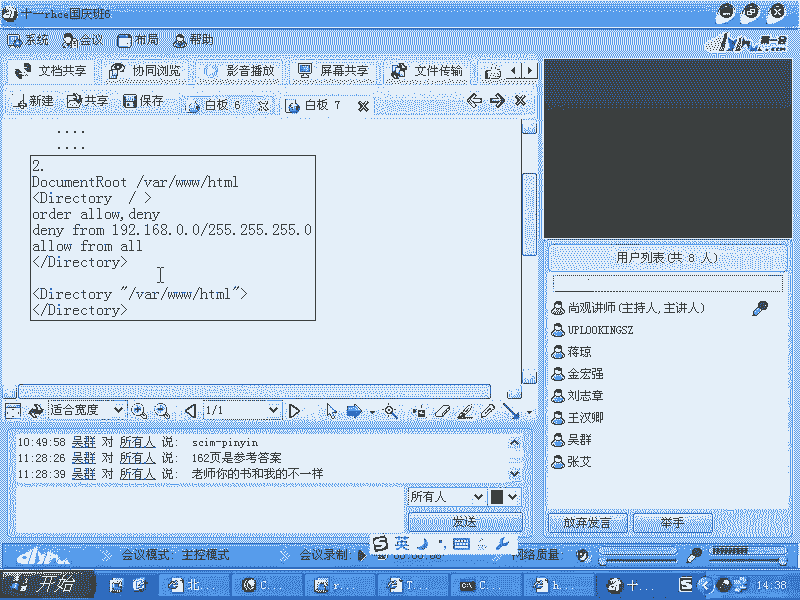 十一rhce国庆班6
系统 会议 布局 帮助
文档共享 协同浏览 影音播放 屏幕共享 文件传输
新建 共享 保存 白板 6 白板 7
....
....
2.
DocumentRoot /var/www/html
<Directory / >
order allow,deny
deny from 192.168.0.0/255.255.255.0
allow from all
</Directory>
<Directory "/var/www/html">
</Directory>
适合宽度 1/1
10:49:58 吴群 对 所有人 说: scim-pinyin
11:28:26 吴群 对 所有人 说: 162页是参考答案
11:28:39 吴群 对 所有人 说: 老师你的书和我的不一样
所有人
发送
用户列表(共 8 人)
尚观讲师(主持人,主讲人)
UPLOOKINGSZ
蒋琼
金宏强
刘志章
王汉卿
吴群
张艾
放弃发言 举手
会议模式: 主控模式 会议录制 网络质量
英
开始 北.. C... r... T... C... h... 十... 14:38